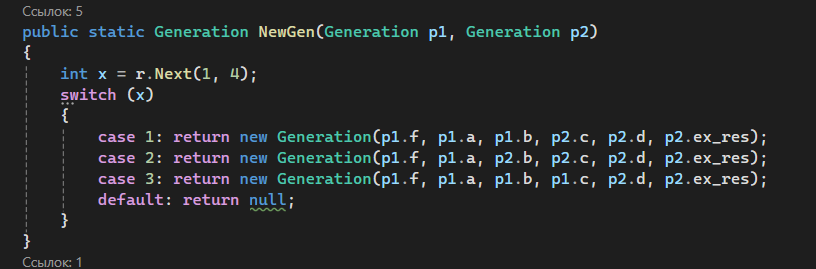 Ссылок: 5
public static Generation NewGen(Generation p1, Generation p2)
{
int x = r.Next(1, 4);
switch (x)
{
case 1: return new Generation(p1.f, p1.a, p1.b, p2.c, p2.d, p2.ex_res);
case 2: return new Generation(p1.f, p1.a, p2.b, p2.c, p2.d, p2.ex_res);
case 3: return new Generation(p1.f, p1.a, p1.b, p1.c, p2.d, p2.ex_res);
default: return null;
}
}
Ссылок: 1